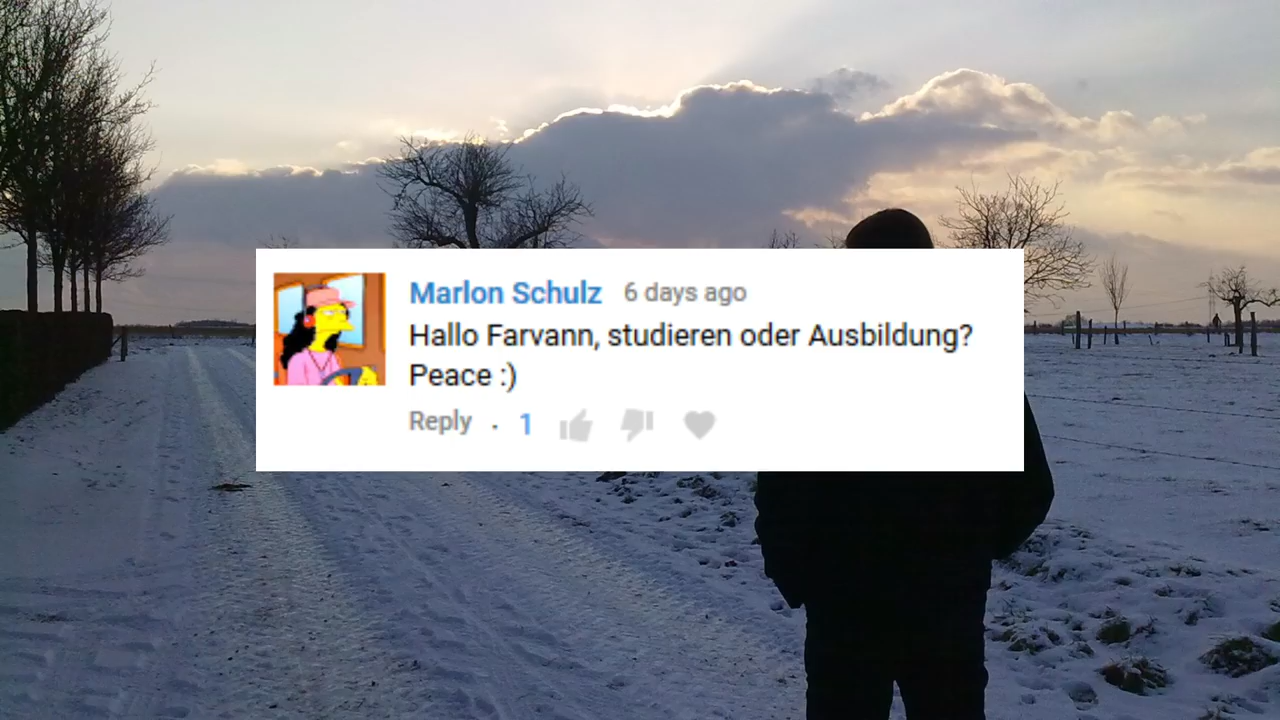 Marlon Schulz 6 days ago
Hallo Farvann, studieren oder Ausbildung?
Peace :)
Reply . 1